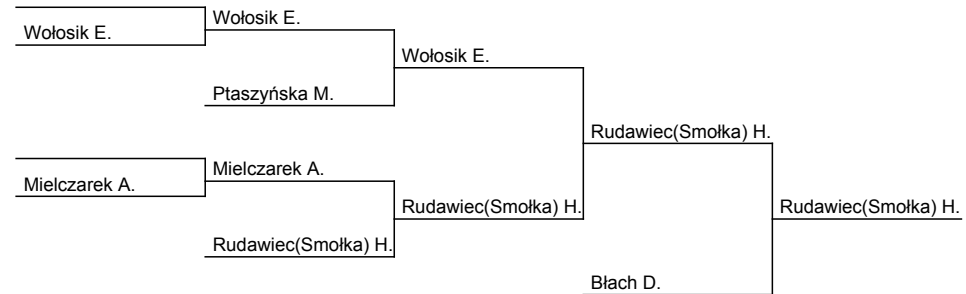 Wołosik E.
Wołosik E.
Wołosik E.
Ptaszyńska M.
Rudawiec(Smołka) H.
Mielczarek A.
Mielczarek A.
Rudawiec(Smołka) H.
Rudawiec(Smołka) H.
Rudawiec(Smołka) H.
Błach D.